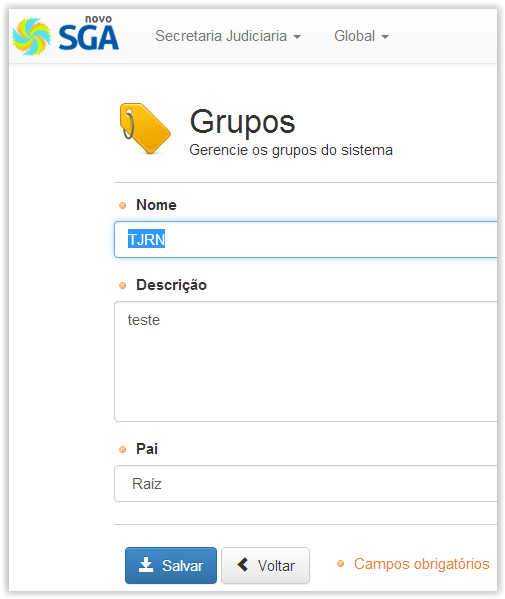 novo
SGA
Secretaria Judiciaria
Global
Grupos
Gerencie os grupos do sistema
Nome
TJRN
Descrição
teste
Pai
Raíz
Salvar
Voltar
Campos obrigatórios